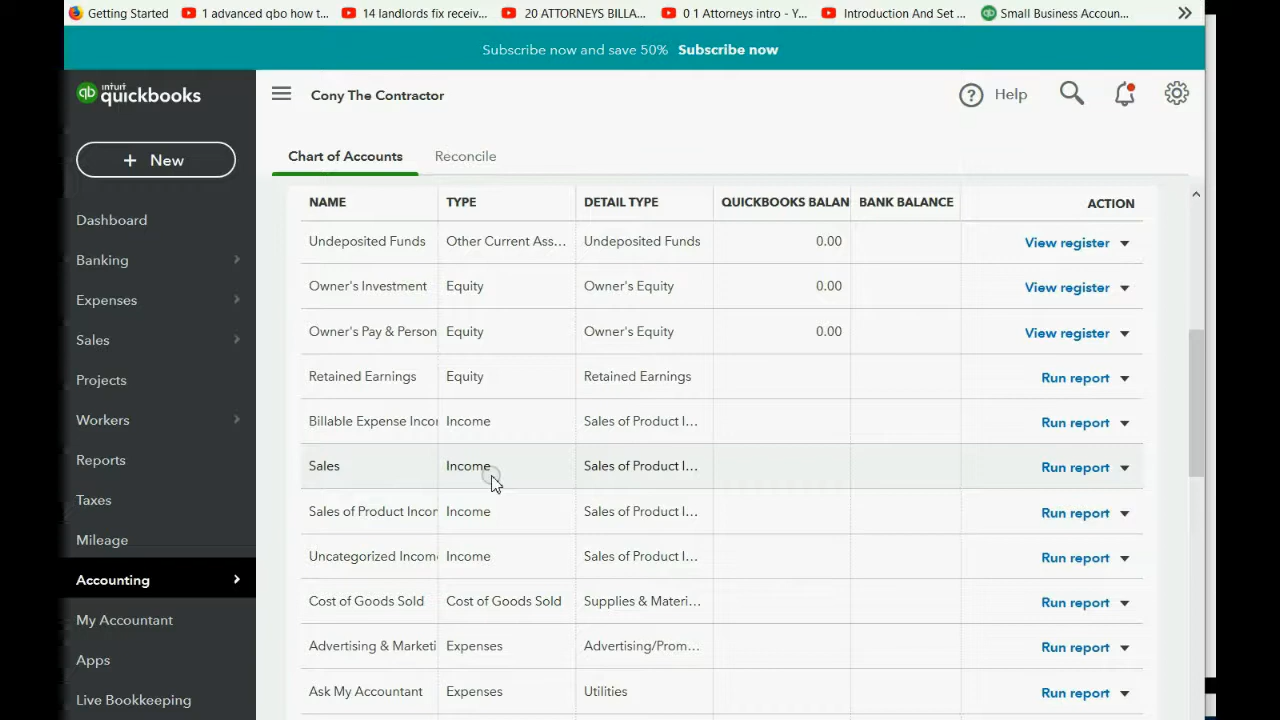 Getting Started 1 advanced qbo how t... 14 landlords fix receiv... 20 ATTORNEYS BILLA... 0 1 Attorneys intro - Y... Introduction And Set ... Small Business Accoun...
Subscribe now and save 50% Subscribe now
intuit
quickbooks
Cony The Contractor
Help
+ New
Chart of Accounts Reconcile
Dashboard
Banking
Expenses
Sales
Projects
Workers
Reports
Taxes
Mileage
Accounting
My Accountant
Apps
Live Bookkeeping
NAME TYPE DETAIL TYPE QUICKBOOKS BALAN BANK BALANCE ACTION
Undeposited Funds Other Current Ass... Undeposited Funds 0.00 View register
Owner's Investment Equity Owner's Equity 0.00 View register
Owner's Pay & Person Equity Owner's Equity 0.00 View register
Retained Earnings Equity Retained Earnings Run report
Billable Expense Incor Income Sales of Product I... Run report
Sales Income Sales of Product I... Run report
Sales of Product Incor Income Sales of Product I... Run report
Uncategorized Income Income Sales of Product I... Run report
Cost of Goods Sold Cost of Goods Sold Supplies & Materi... Run report
Advertising & Marketi Expenses Advertising/Prom... Run report
Ask My Accountant Expenses Utilities Run report